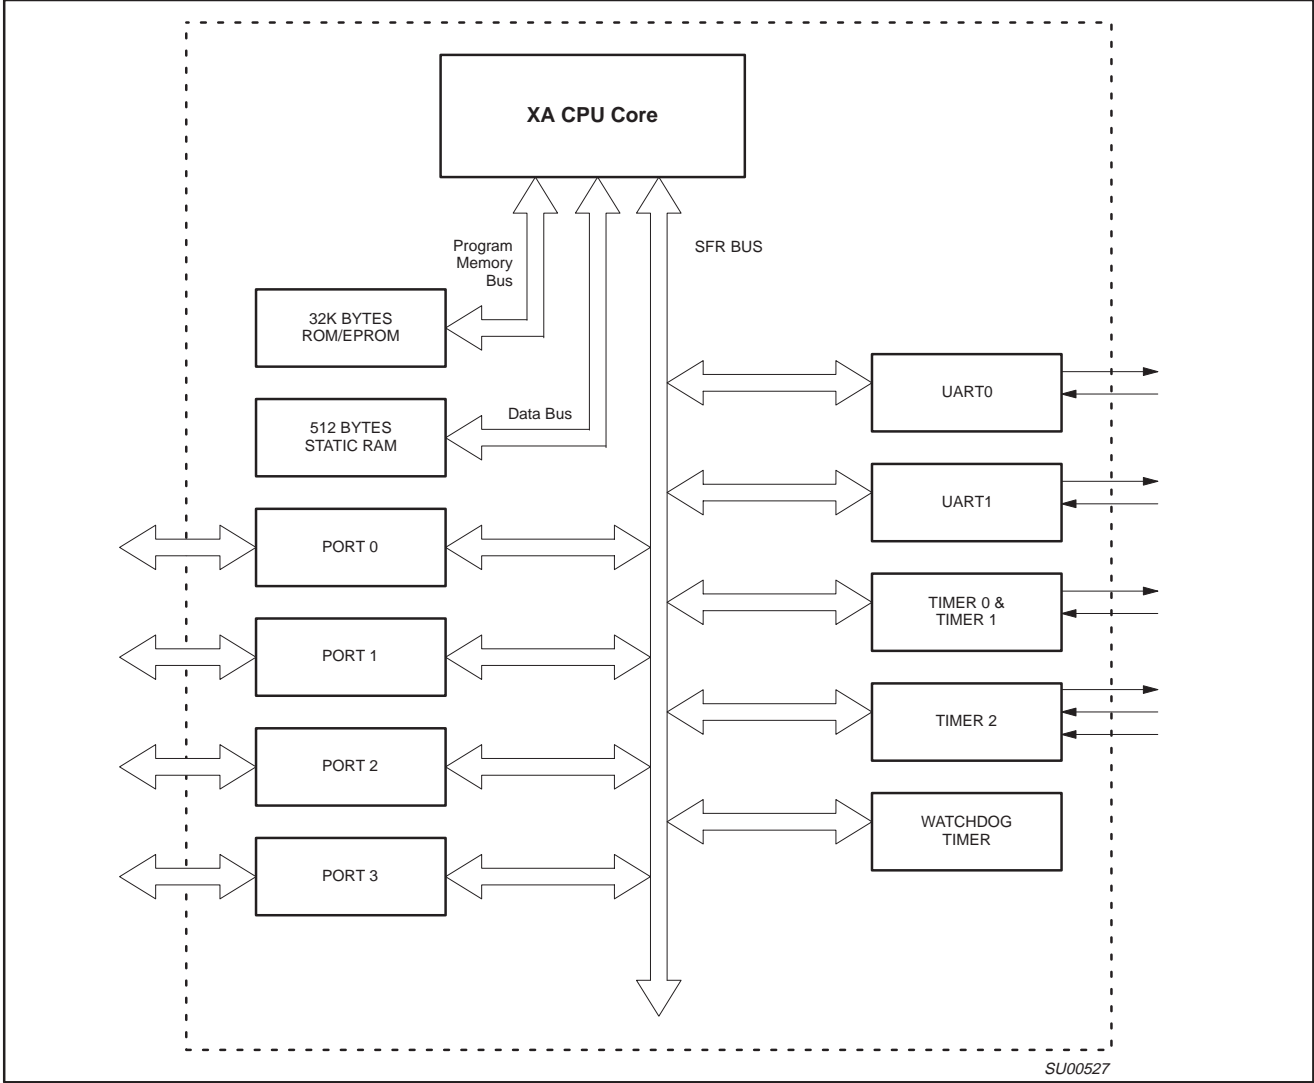 XA CPU Core
Program
Memory
Bus
SFR BUS
32K BYTES
ROM/EPROM
Data Bus
512 BYTES
STATIC RAM
PORT 0
PORT 1
PORT 2
PORT 3
UART0
UART1
TIMER 0 &
TIMER 1
TIMER 2
WATCHDOG
TIMER
SU00527